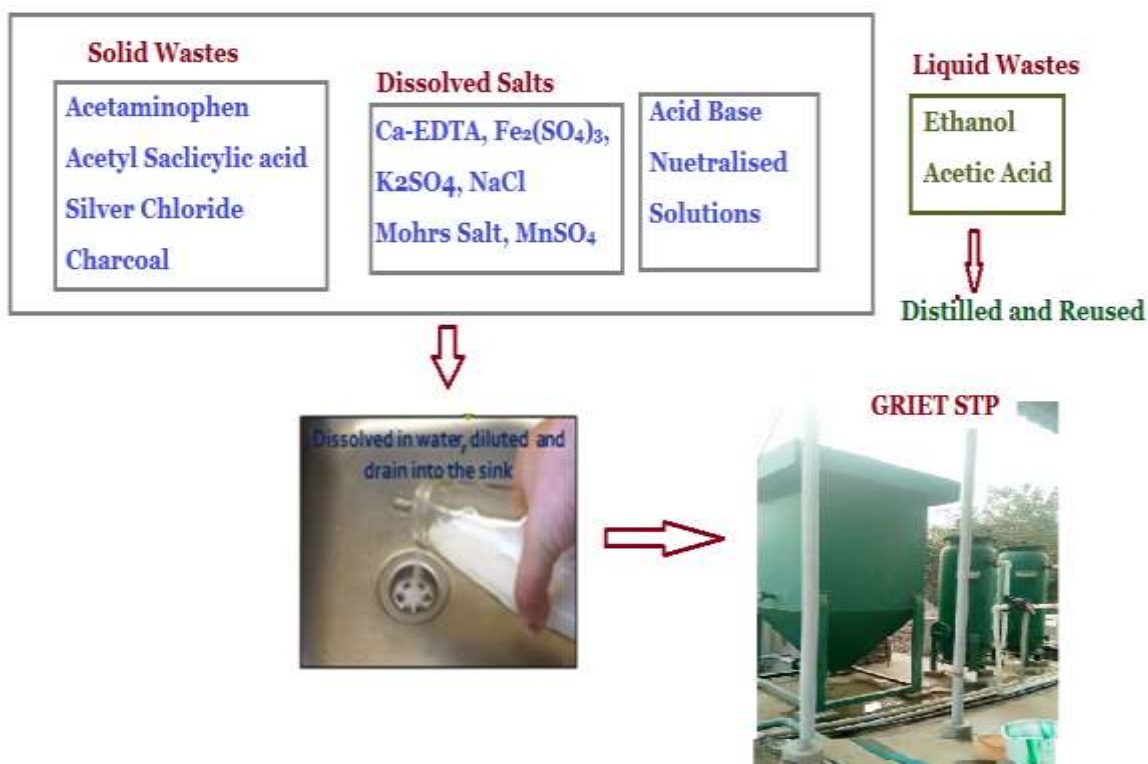 Solid Wastes
Acetaminophen
Acetyl Saclicylic acid
Silver Chloride
Charcoal
Dissolved Salts
Ca-EDTA, Fe₂(SO₄)₃,
K2SO4, NaCl
Mohrs Salt, MnSO₄
Acid Base
Nuetralised
Solutions
Liquid Wastes
Ethanol
Acetic Acid
Distilled and Reused
Dissolved in water, diluted and
drain into the sink
GRIET STP